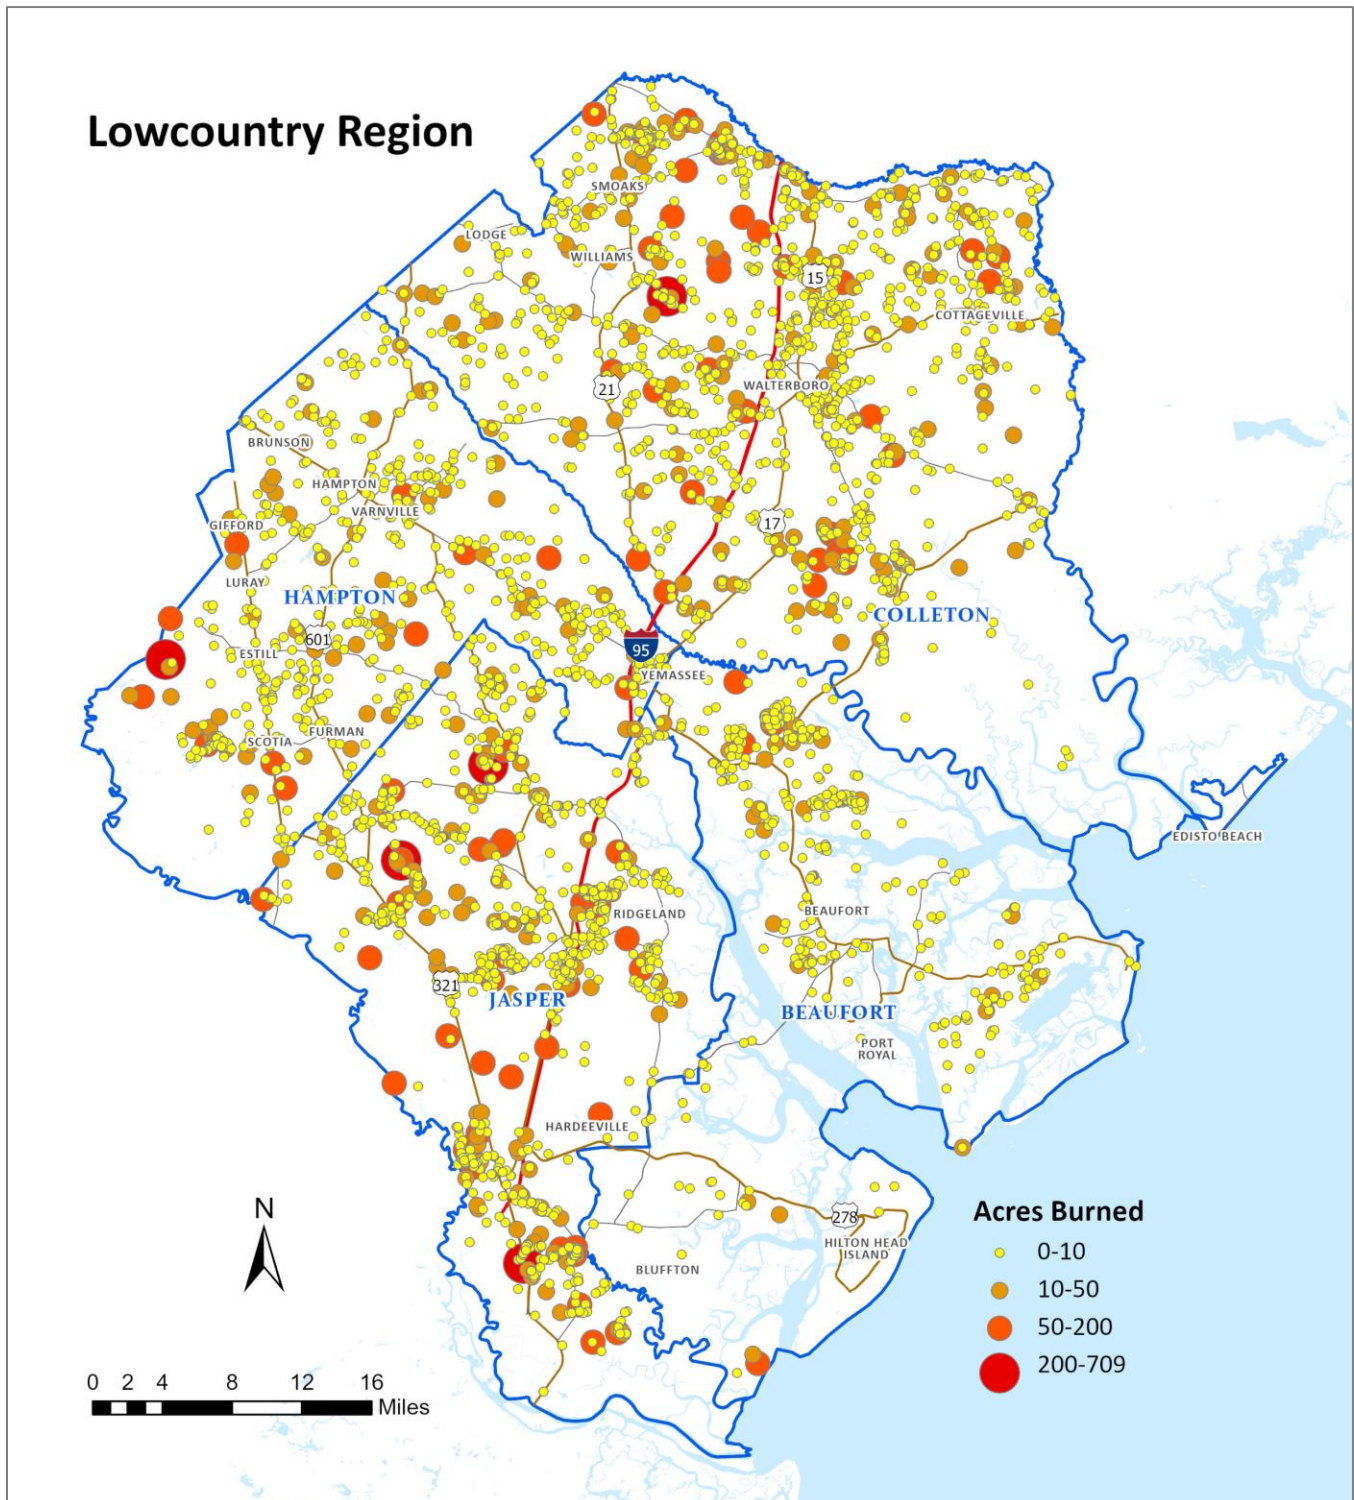 Lowcountry Region
SMOAKS
LODGE
WILLIAMS
15
COTTAGEVILLE
21
WALTERBORO
BRUNSON
HAMPTON
VARNVILLE
GIFFORD
17
LURAY
HAMPTON
COLLETON
601
95
ESTILL
YEMASSEE
SCOTIA
FURMAN
EDISTO BEACH
BEAUFORT
RIDGELAND
321
JASPER
BEAUFORT
PORT
ROYAL
HARDEEVILLE
N
278
HILTON HEAD
ISLAND
BLUFFTON
Acres Burned
0-10
10-50
50-200
200-709
0 2 4 8 12 16
Miles